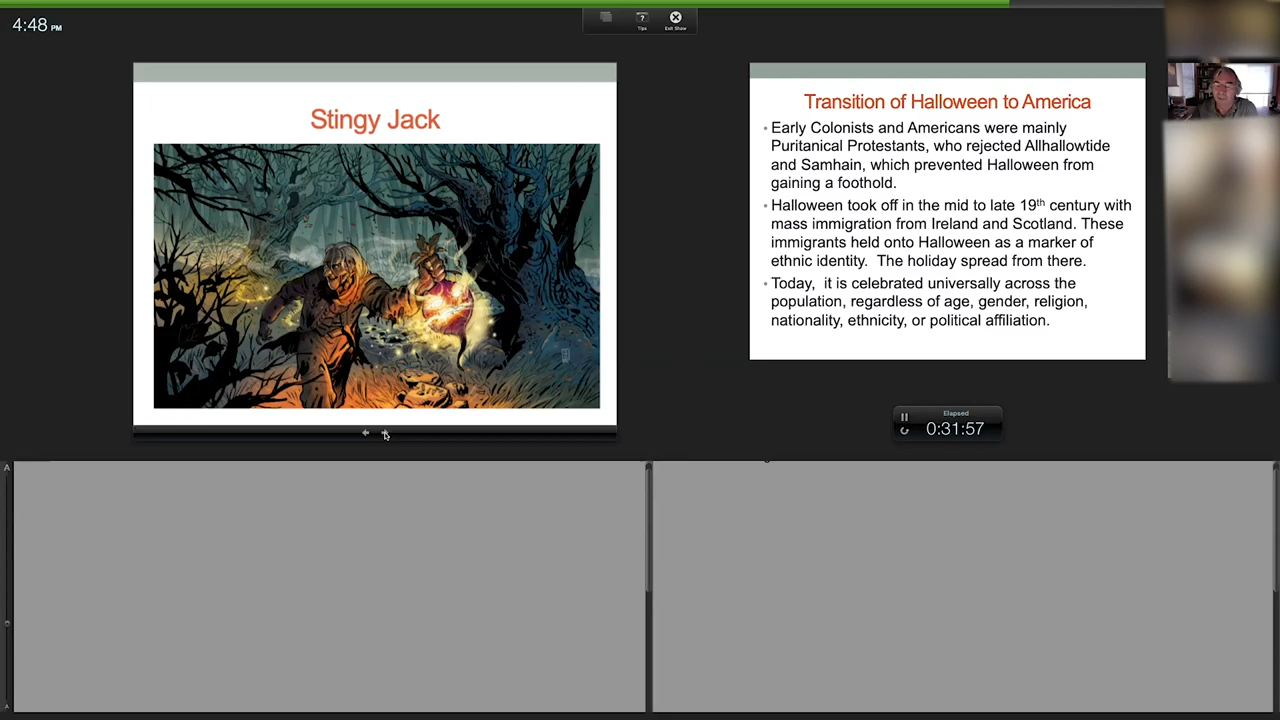 4:48 PM
Tips
Exit Show
Stingy Jack
Transition of Halloween to America
• Early Colonists and Americans were mainly
Puritanical Protestants, who rejected Allhallowtide
and Samhain, which prevented Halloween from
gaining a foothold.
• Halloween took off in the mid to late 19th century with
mass immigration from Ireland and Scotland. These
immigrants held onto Halloween as a marker of
ethnic identity.  The holiday spread from there.
• Today,  it is celebrated universally across the
population, regardless of age, gender, religion,
nationality, ethnicity, or political affiliation.
Elapsed
0:31:57
A
A